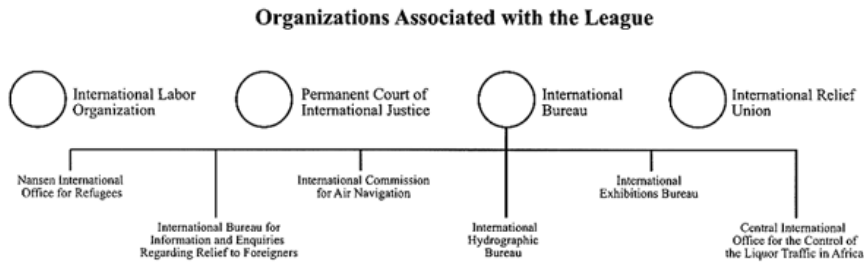 Organizations Associated with the League
International Labor
Organization
Permanent Court of
International Justice
International
Bureau
International Relief
Union
Nansen International
Office for Refugees
International Bureau for
Information and Enquiries
Regarding Relief to Foreigners
International Commission
for Air Navigation
International
Hydrographic
Bureau
International
Exhibitions Bureau
Central International
Office for the Control of
the Liquor Traffic in Africa